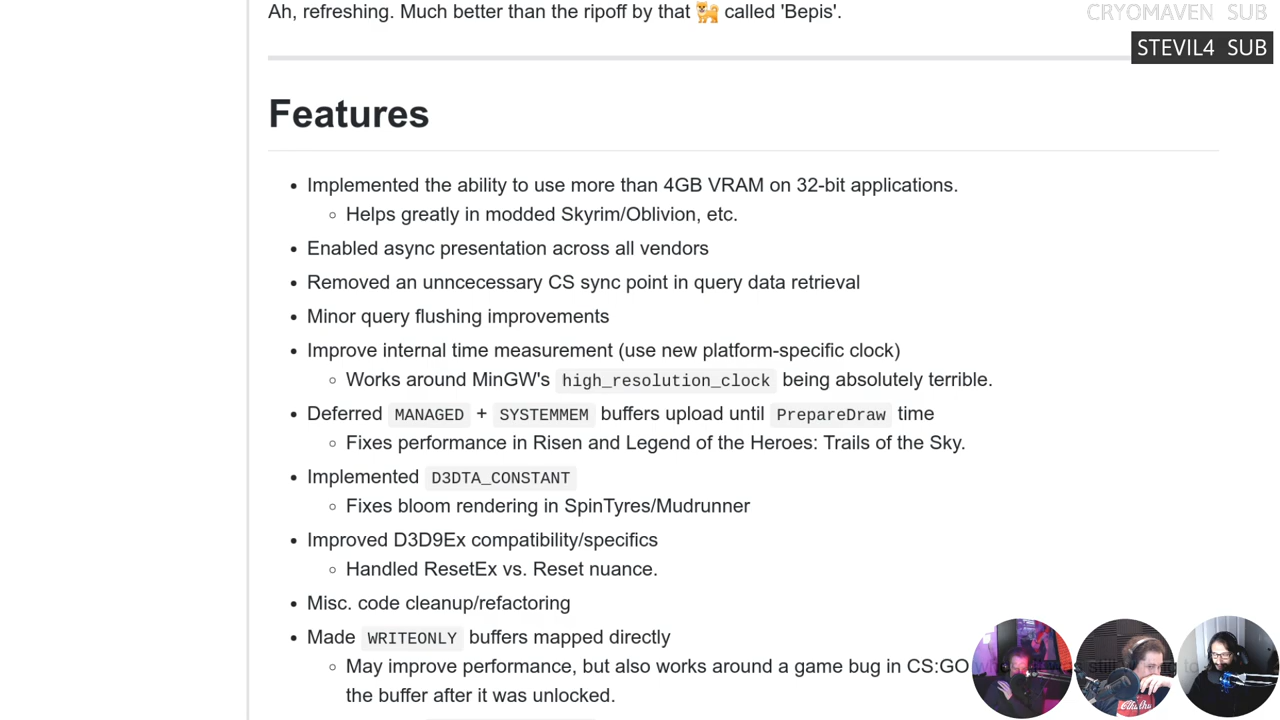 Ah, refreshing. Much better than the ripoff by that 🐕 called 'Bepis'.
CRYOMAVEN SUB
STEVIL4 SUB
Features
Implemented the ability to use more than 4GB VRAM on 32-bit applications.
Helps greatly in modded Skyrim/Oblivion, etc.
Enabled async presentation across all vendors
Removed an unncecessary CS sync point in query data retrieval
Minor query flushing improvements
Improve internal time measurement (use new platform-specific clock)
Works around MinGW's high_resolution_clock being absolutely terrible.
Deferred MANAGED + SYSTEMMEM buffers upload until PrepareDraw time
Fixes performance in Risen and Legend of the Heroes: Trails of the Sky.
Implemented D3DTA_CONSTANT
Fixes bloom rendering in SpinTyres/Mudrunner
Improved D3D9Ex compatibility/specifics
Handled ResetEx vs. Reset nuance.
Misc. code cleanup/refactoring
Made WRITEONLY buffers mapped directly
May improve performance, but also works around a game bug in CS:GO
the buffer after it was unlocked.